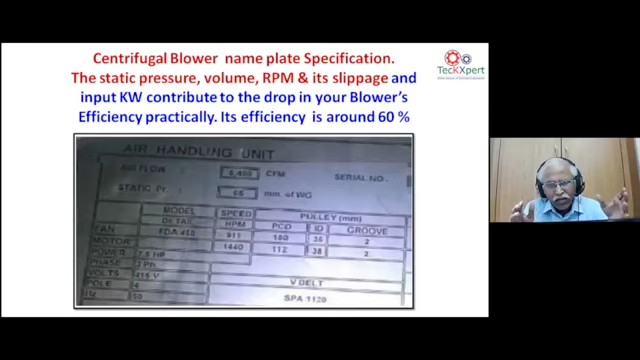 Centrifugal Blower name plate Specification.
The static pressure, volume, RPM & its slippage and
input KW contribute to the drop in your Blower's
Efficiency practically. Its efficiency is around 60 %
TeckXpert
AIR HANDLING UNIT
AIR FLOW 6,400 CFM SERIAL NO.
STATIC Pr. : 65 mm. of WG
MODEL SPEED PULLEY (mm)
DETAIL RPM PCD ID GROOVE
FAN 911 180 35 2
MOTOR 1440 112 38 2
POWER 7.5 HP
PHASE 3 Ph.
VOLTS 415 V V BELT
POLE 4 SPA 1120
Hz 50